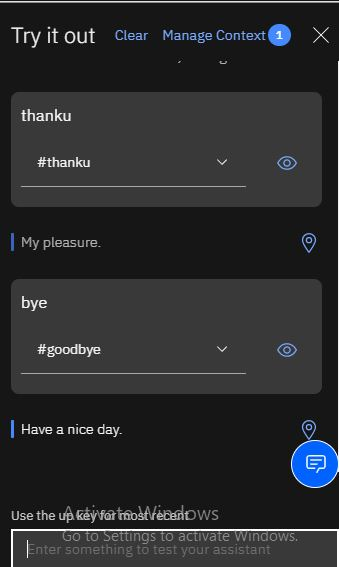 Try it out Clear Manage Context 1
thanku
#thanku
My pleasure.
bye
#goodbye
Have a nice day.
Use the up key for most recent
Activate Windows
Go to Settings to activate Windows.
Enter something to test your assistant